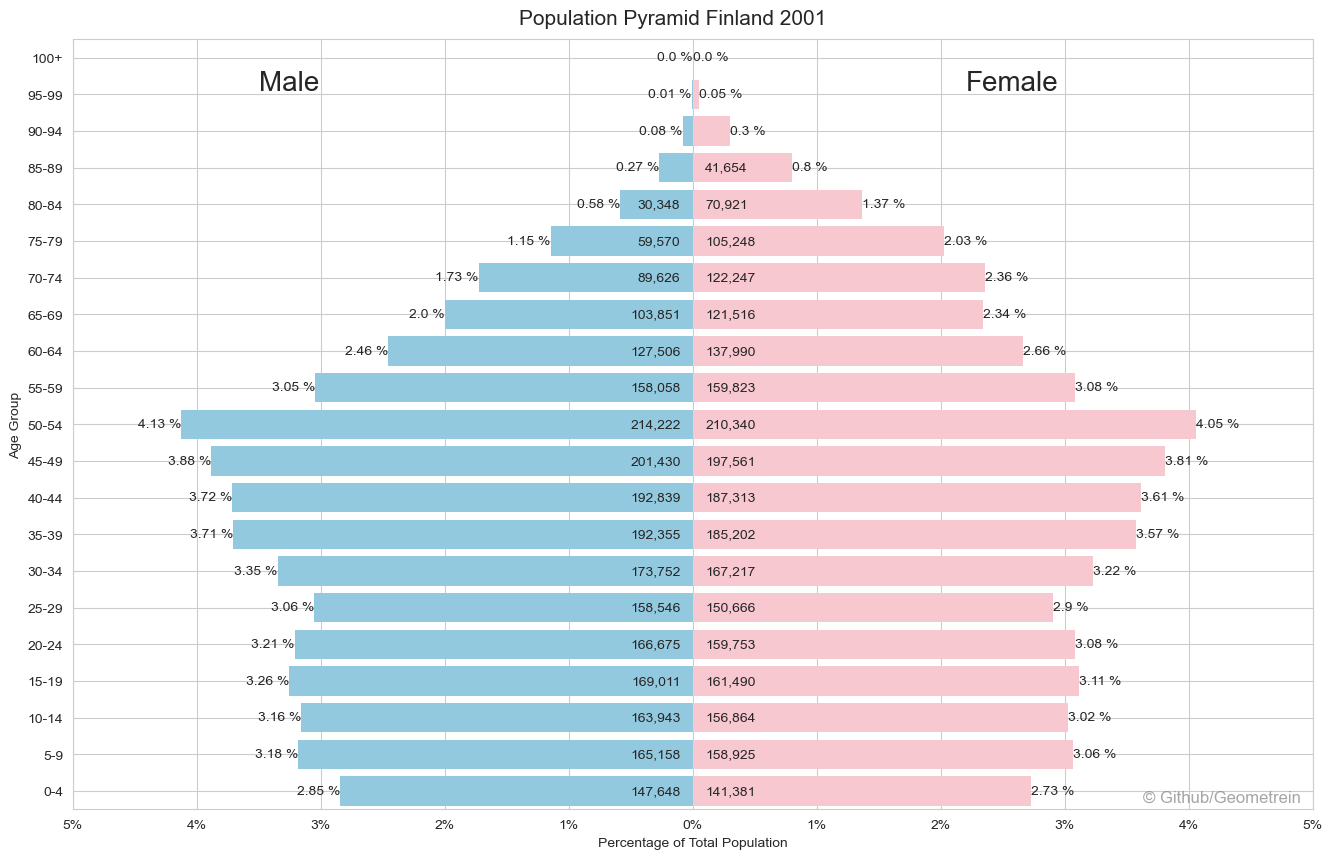 Population Pyramid Finland 2001
Male Female
Age Group
100+ 0.0 % 0.0 %
95-99 0.01 % 0.05 %
90-94 0.08 % 0.3 %
85-89 0.27 % 41,654 0.8 %
80-84 0.58 % 30,348 70,921 1.37 %
75-79 1.15 % 59,570 105,248 2.03 %
70-74 1.73 % 89,626 122,247 2.36 %
65-69 2.0 % 103,851 121,516 2.34 %
60-64 2.46 % 127,506 137,990 2.66 %
55-59 3.05 % 158,058 159,823 3.08 %
50-54 4.13 % 214,222 210,340 4.05 %
45-49 3.88 % 201,430 197,561 3.81 %
40-44 3.72 % 192,839 187,313 3.61 %
35-39 3.71 % 192,355 185,202 3.57 %
30-34 3.35 % 173,752 167,217 3.22 %
25-29 3.06 % 158,546 150,666 2.9 %
20-24 3.21 % 166,675 159,753 3.08 %
15-19 3.26 % 169,011 161,490 3.11 %
10-14 3.16 % 163,943 156,864 3.02 %
5-9 3.18 % 165,158 158,925 3.06 %
0-4 2.85 % 147,648 141,381 2.73 %
© Github/Geometrein
5% 4% 3% 2% 1% 0% 1% 2% 3% 4% 5%
Percentage of Total Population